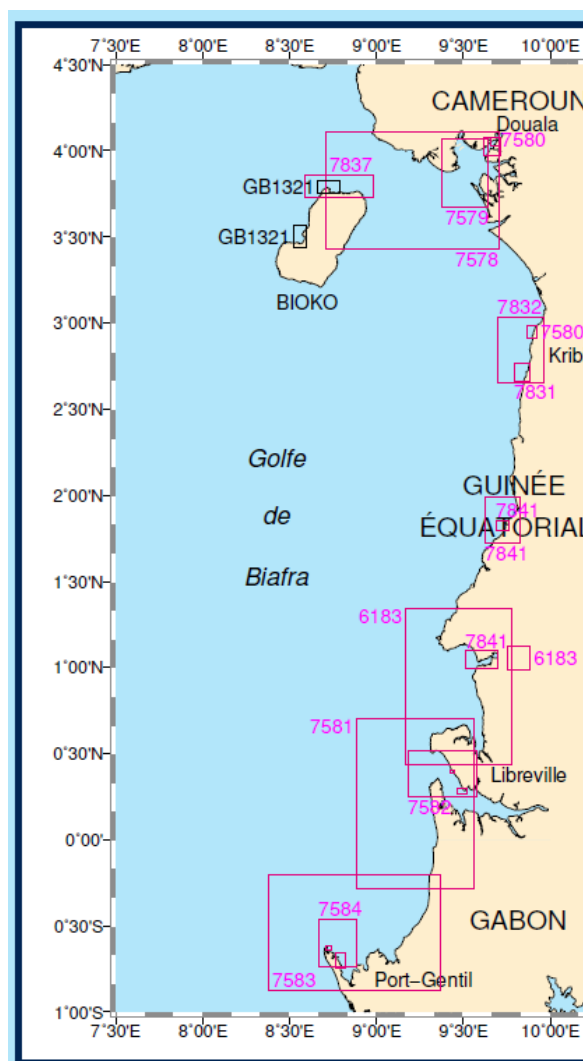 7°30'E 8°00'E 8°30'E 9°00'E 9°30'E 10°00'E
4°30'N
CAMEROUN
Douala
4°00'N
7580
7837
GB1321
7579
3°30'N
GB1321
7578
BIOKO
3°00'N
7832
7580
Krib
7831
2°30'N
Golfe
de
Biafra
2°00'N
GUINÉE
7841
ÉQUATORIAL
7841
1°30'N
6183
7841
1°00'N
6183
7581
0°30'N
Libreville
7582
0°00'
0°30'S
7584
GABON
7583
Port-Gentil
1°00'S
7°30'E 8°00'E 8°30'E 9°00'E 9°30'E 10°00'E